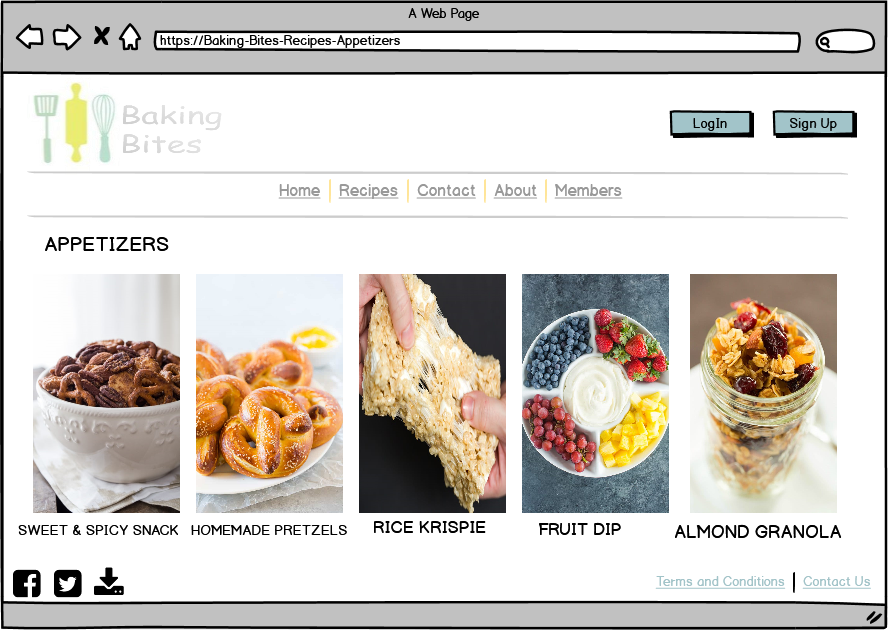 A Web Page
https://Baking-Bites-Recipes-Appetizers
Baking
Bites
LogIn
Sign Up
Home
Recipes
Contact
About
Members
APPETIZERS
SWEET & SPICY SNACK
HOMEMADE PRETZELS
RICE KRISPIE
FRUIT DIP
ALMOND GRANOLA
Terms and Conditions
Contact Us